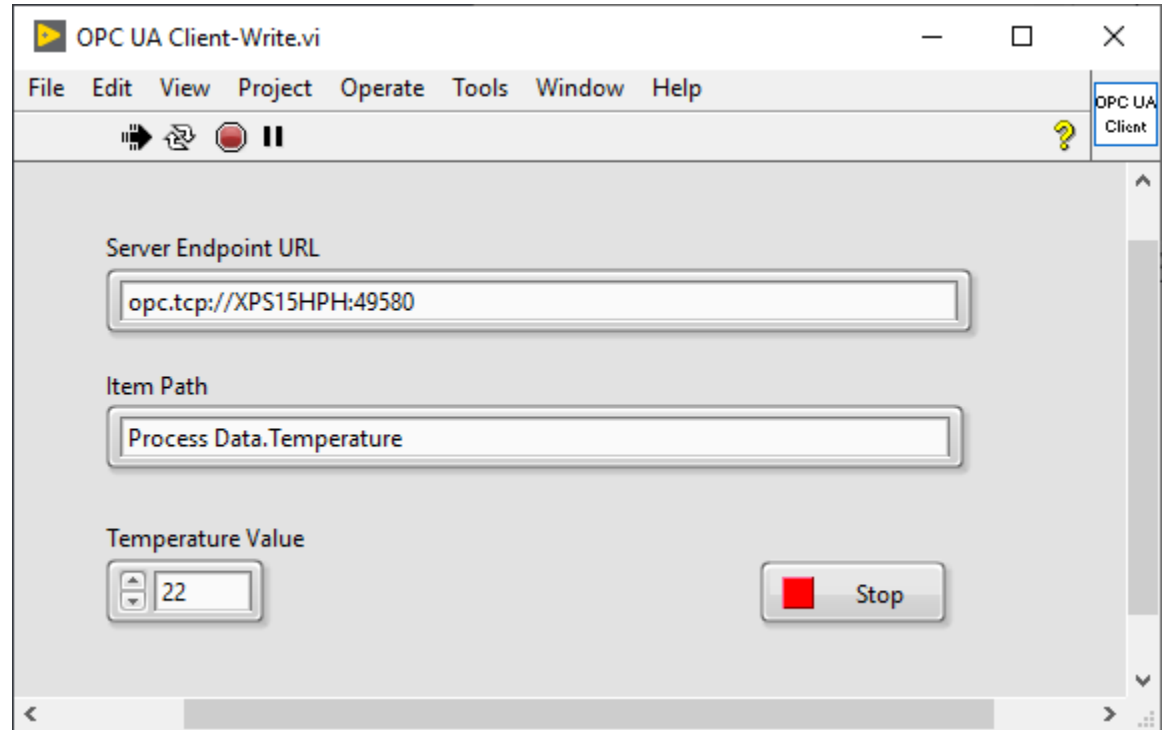 OPC UA Client-Write.vi
File Edit View Project Operate Tools Window Help
OPC UA
Client
Server Endpoint URL
opc.tcp://XPS15HPH:49580
Item Path
Process Data.Temperature
Temperature Value
22
Stop